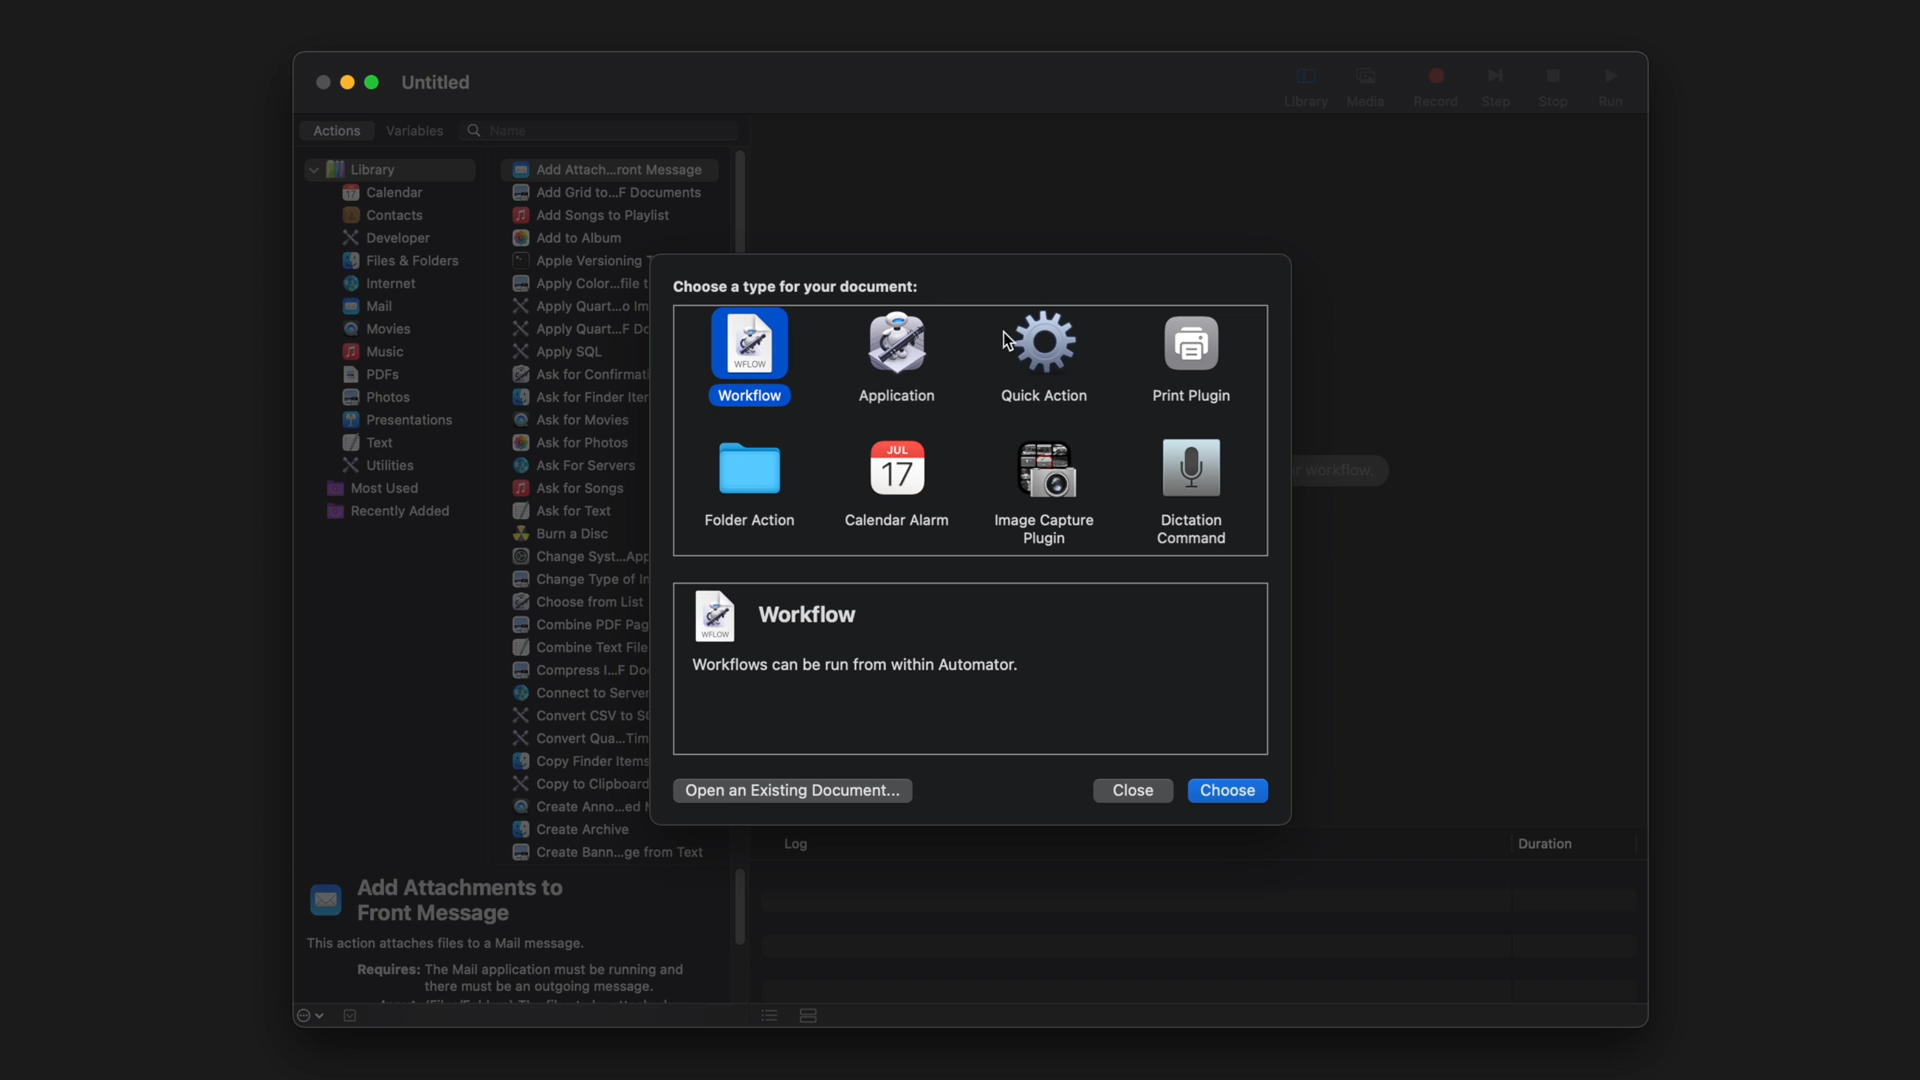 Untitled
Library
Media
Record
Step
Stop
Run
Actions
Variables
Name
Library
Calendar
Contacts
Developer
Files & Folders
Internet
Mail
Movies
Music
PDFs
Photos
Presentations
Text
Utilities
Most Used
Recently Added
Add Attach...ront Message
Add Grid to...F Documents
Add Songs to Playlist
Add to Album
Apple Versioning
Apply Color...file t
Apply Quart...o Im
Apply Quart...F Do
Apply SQL
Ask for Confirmati
Ask for Finder Iter
Ask for Movies
Ask for Photos
Ask For Servers
Ask for Songs
Ask for Text
Burn a Disc
Change Syst...App
Change Type of In
Choose from List
Combine PDF Pag
Combine Text File
Compress I...F Do
Connect to Server
Convert CSV to SQ
Convert Qua...Tim
Copy Finder Items
Copy to Clipboard
Create Anno...ed M
Create Archive
Create Bann...ge from Text
Choose a type for your document:
WFLOW
Workflow
Application
Quick Action
Print Plugin
Folder Action
JUL
17
Calendar Alarm
Image Capture
Plugin
Dictation
Command
r workflow.
WFLOW
Workflow
Workflows can be run from within Automator.
Open an Existing Document...
Close
Choose
Log
Duration
Add Attachments to
Front Message
This action attaches files to a Mail message.
Requires: The Mail application must be running and
there must be an outgoing message.